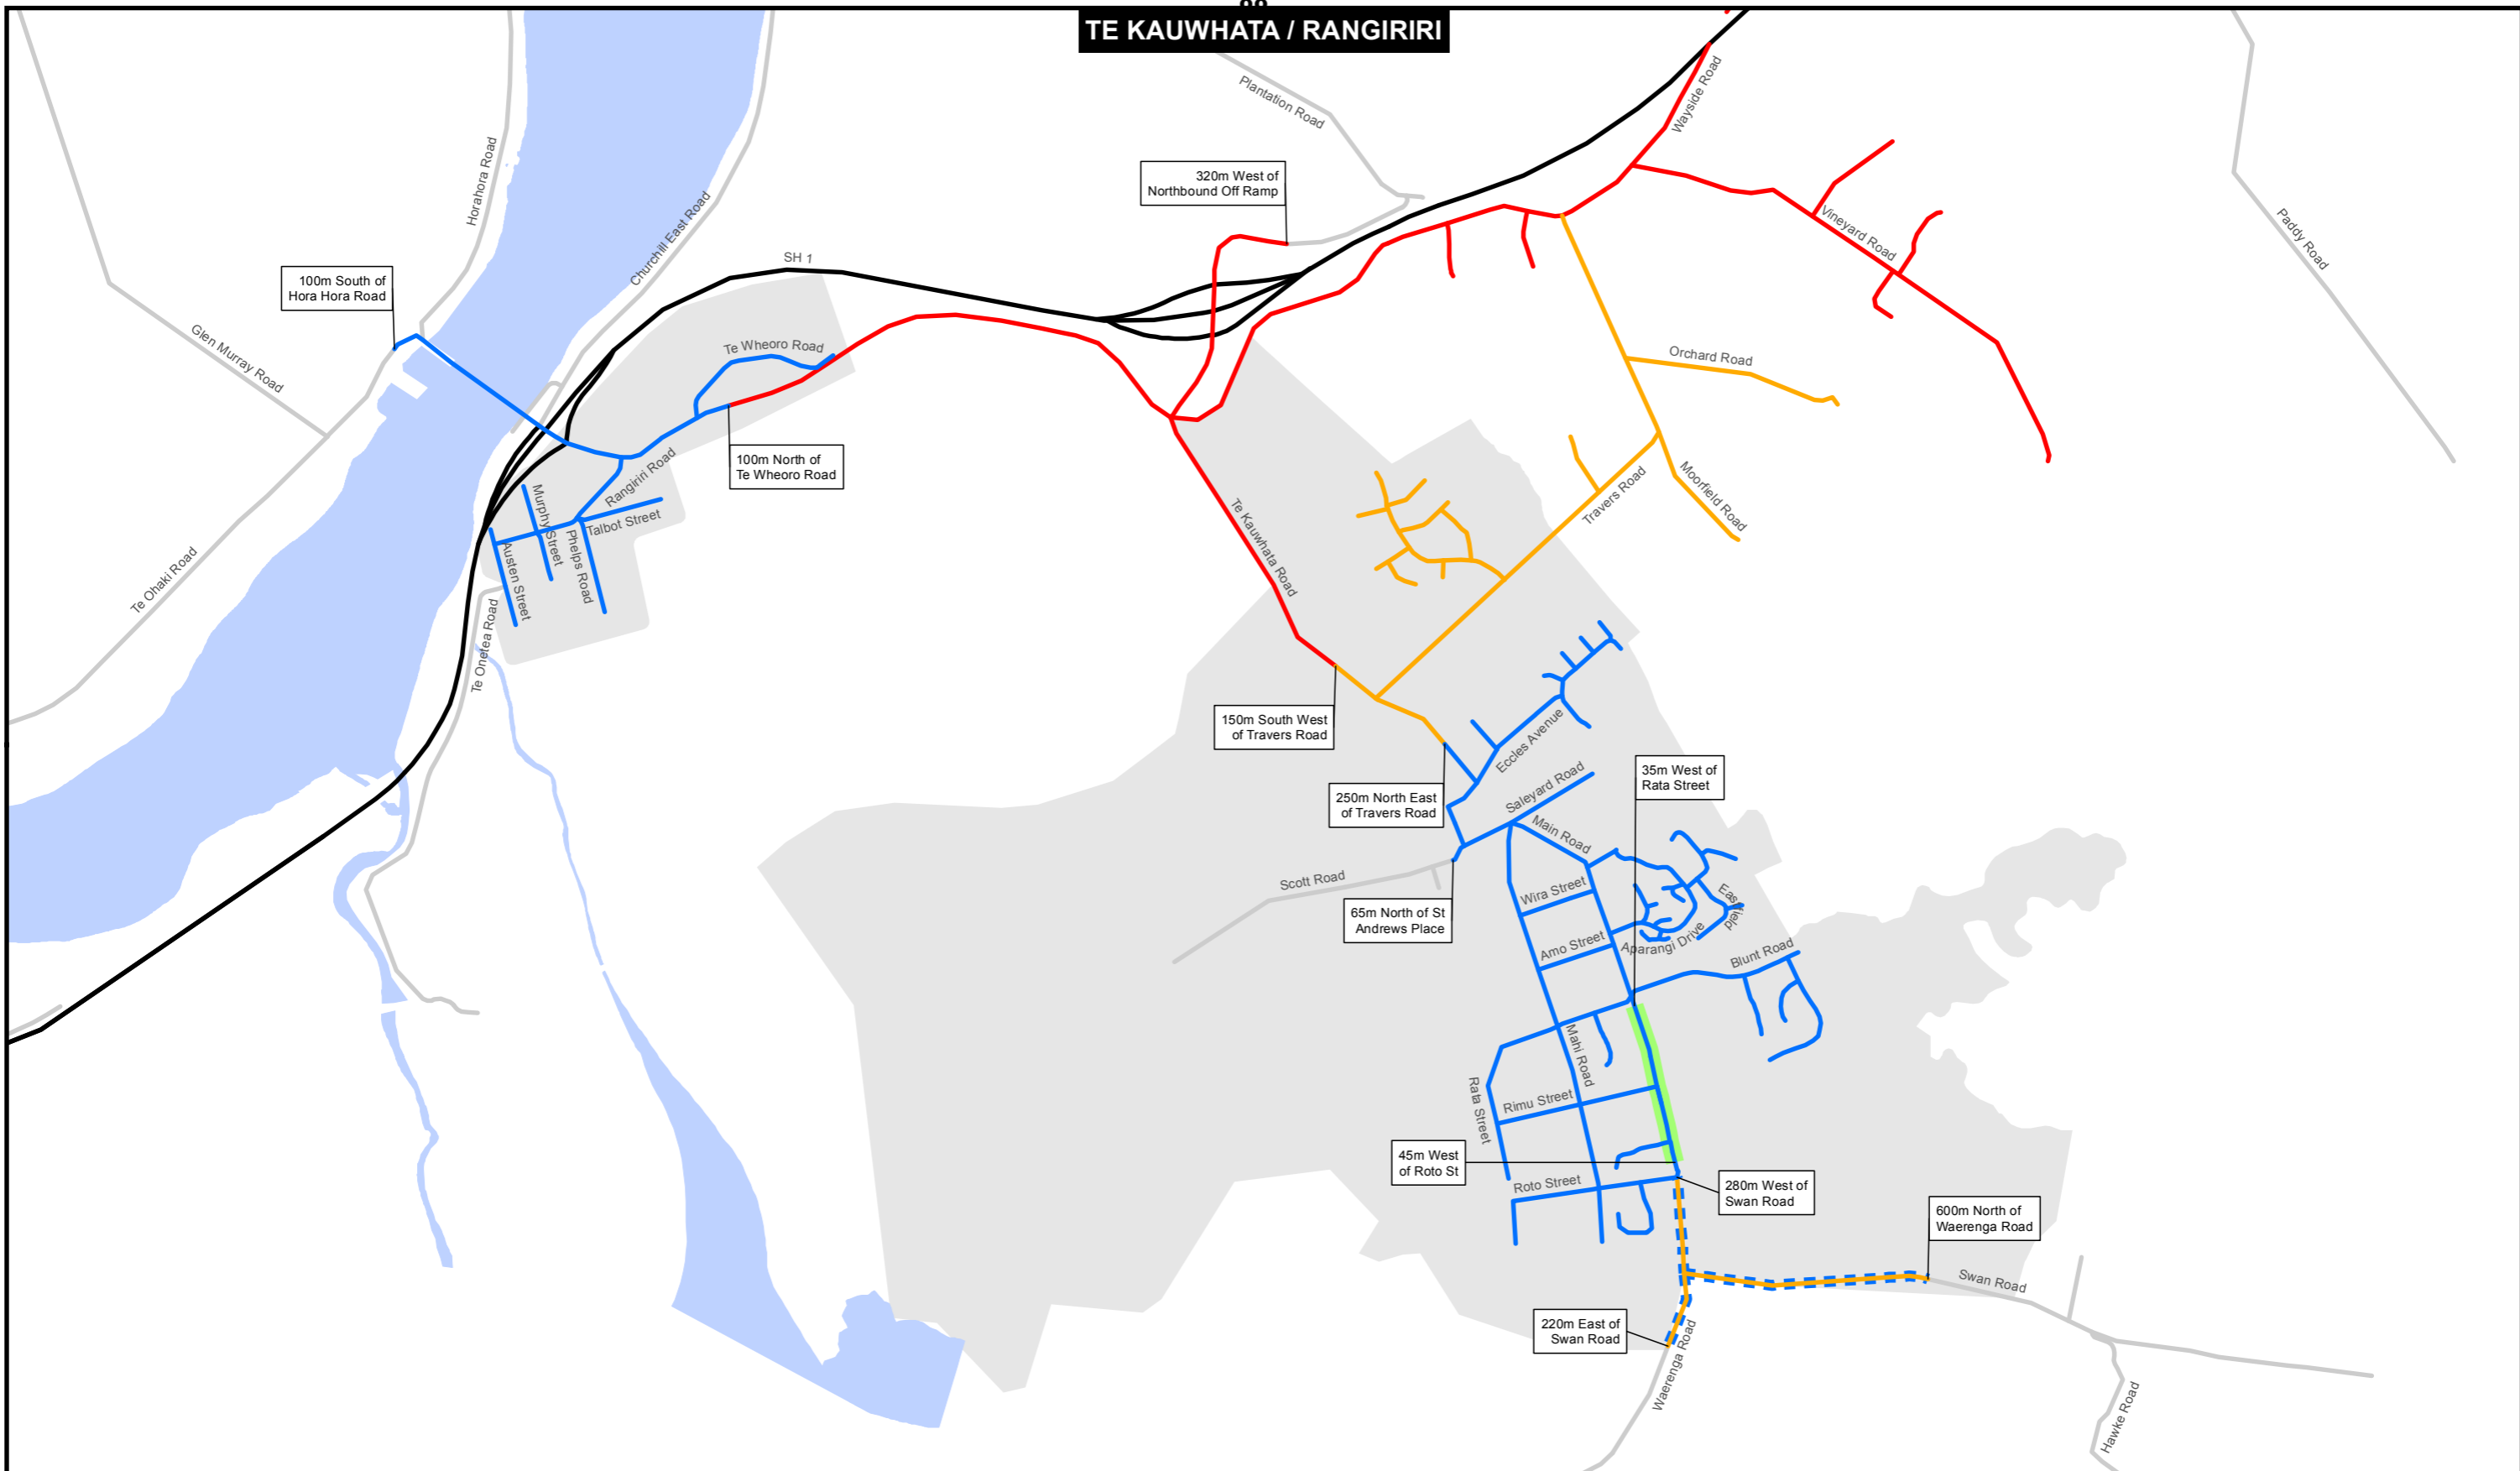 TE KAUWHATA / RANGIRIRI
Plantation Road
Wayside Road
Horahora Road
Churchill East Road
320m West of
Northbound Off Ramp
Vineyard Road
Paddy Road
SH 1
100m South of
Hora Hora Road
Glen Murray Road
Te Wheoro Road
Orchard Road
100m North of
Te Wheoro Road
Rangiriri Road
Murphy Street
Talbot Street
Phelps Road
Austen Street
Te Ohaki Road
Te Onetea Road
Te Kauwhata Road
Travers Road
Moorfield Road
150m South West
of Travers Road
Eccles Avenue
35m West of
Rata Street
Saleyard Road
250m North East
of Travers Road
Main Road
Scott Road
Wira Street
Eastfield
65m North of St
Andrews Place
Amo Street
Aparangi Drive
Blunt Road
Mahi Road
Rata Street
Rimu Street
45m West
of Roto St
Roto Street
280m West of
Swan Road
600m North of
Waerenga Road
Swan Road
220m East of
Swan Road
Waerenga Road
Hawke Road